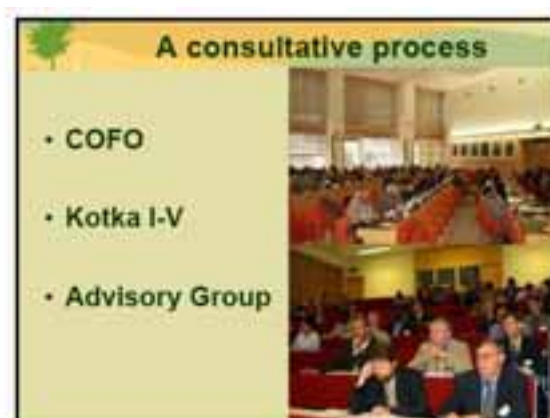 A consultative process
• COFO
• Kotka I-V
• Advisory Group